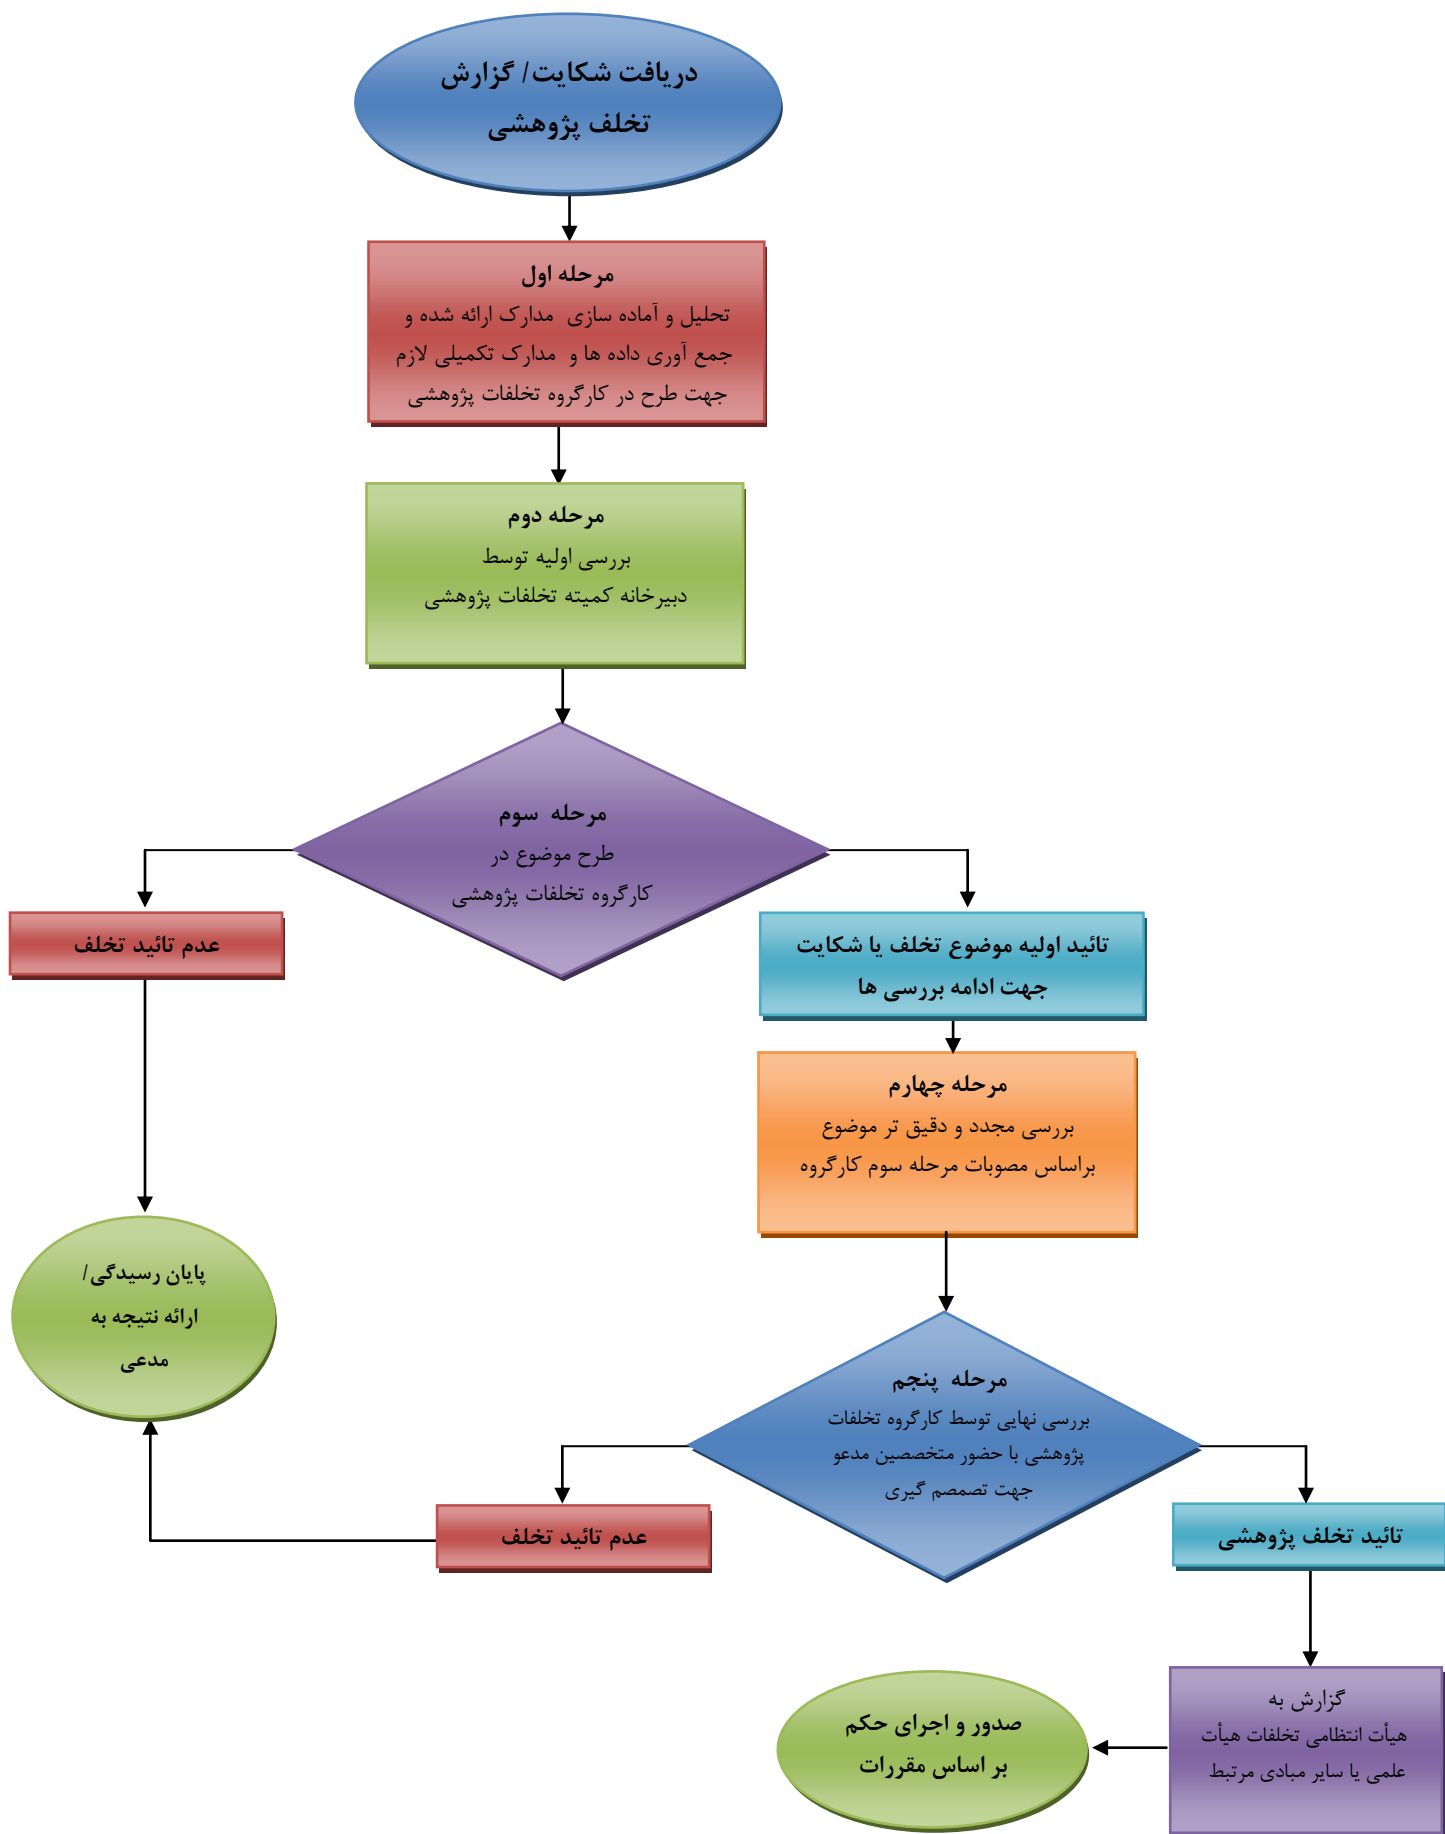 دریافت شکایت/ گزارش
تخلف پژوهشی
مرحله اول
تحلیل و آماده سازی مدارک ارائه شده و
جمع آوری داده ها و مدارک تکمیلی لازم
جهت طرح در کارگروه تخلفات پژوهشی
مرحله دوم
بررسی اولیه توسط
دبیرخانه کمیته تخلفات پژوهشی
مرحله سوم
طرح موضوع در
کارگروه تخلفات پژوهشی
تائید اولیه موضوع تخلف یا شکایت
جهت ادامه بررسی ها
عدم تائید تخلف
مرحله چهارم
بررسی مجدد و دقیق تر موضوع
براساس مصوبات مرحله سوم کارگروه
پایان رسیدگی/
ارائه نتیجه به
مدعی
مرحله پنجم
بررسی نهایی توسط کارگروه تخلفات
پژوهشی با حضور متخصصین مدعو
جهت تصمصم گیری
تائید تخلف پژوهشی
عدم تائید تخلف
گزارش به
هیأت انتظامی تخلفات هیأت
علمی یا سایر مبادی مرتبط
صدور و اجرای حکم
بر اساس مقررات